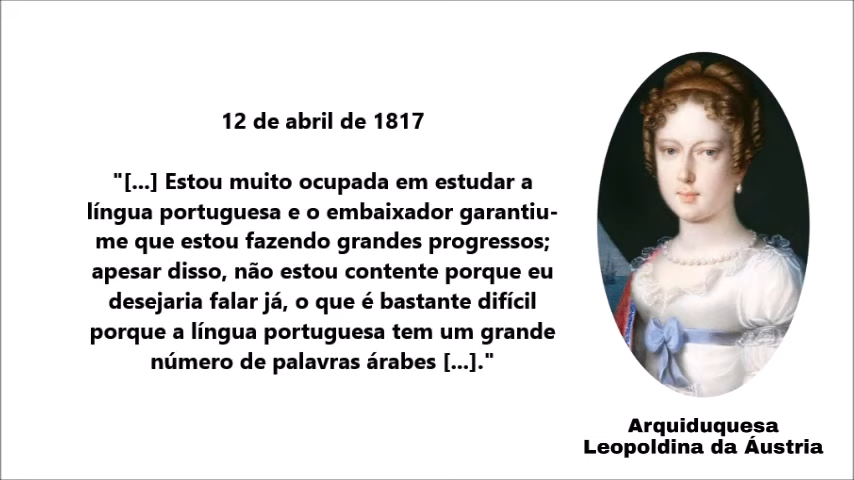 12 de abril de 1817
"[...] Estou muito ocupada em estudar a
língua portuguesa e o embaixador garantiu-
me que estou fazendo grandes progressos;
apesar disso, não estou contente porque eu
desejaria falar já, o que é bastante difícil
porque a língua portuguesa tem um grande
número de palavras árabes [...]."
Arquiduquesa
Leopoldina da Áustria